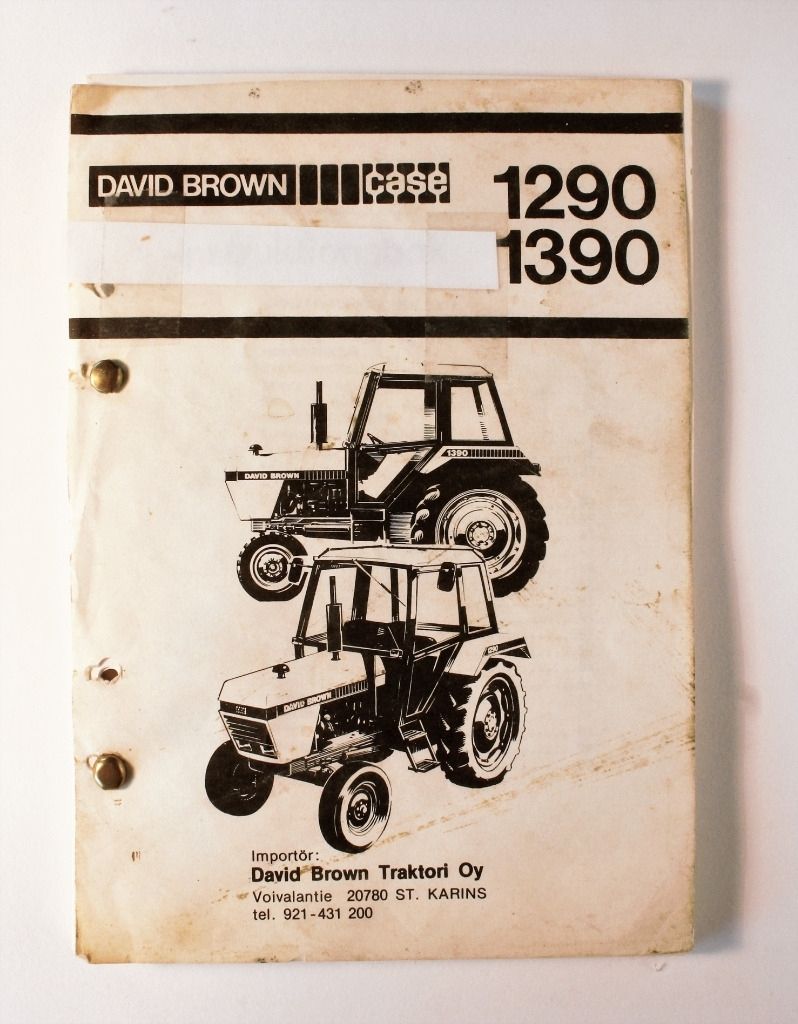 DAVID BROWN case 1290
1390
1390
DAVID BROWN
1290
DAVID BROWN
Importör:
David Brown Traktori Oy
Voivalantie 20780 ST. KARINS
tel. 921-431 200